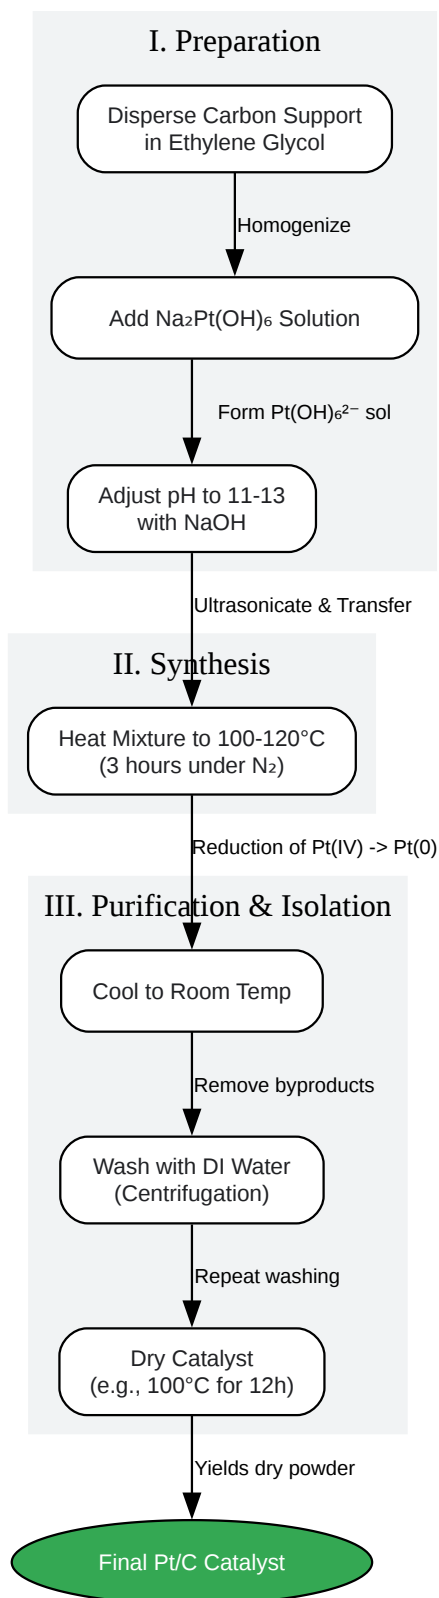 I. Preparation
Disperse Carbon Support
in Ethylene Glycol
Homogenize
Add Na₂Pt(OH)₆ Solution
Form Pt(OH)₆²⁻ sol
Adjust pH to 11-13
with NaOH
Ultrasonicate & Transfer
II. Synthesis
Heat Mixture to 100-120°C
(3 hours under N₂)
Reduction of Pt(IV) -> Pt(0)
III. Purification & Isolation
Cool to Room Temp
Remove byproducts
Wash with DI Water
(Centrifugation)
Repeat washing
Dry Catalyst
(e.g., 100°C for 12h)
Yields dry powder
Final Pt/C Catalyst